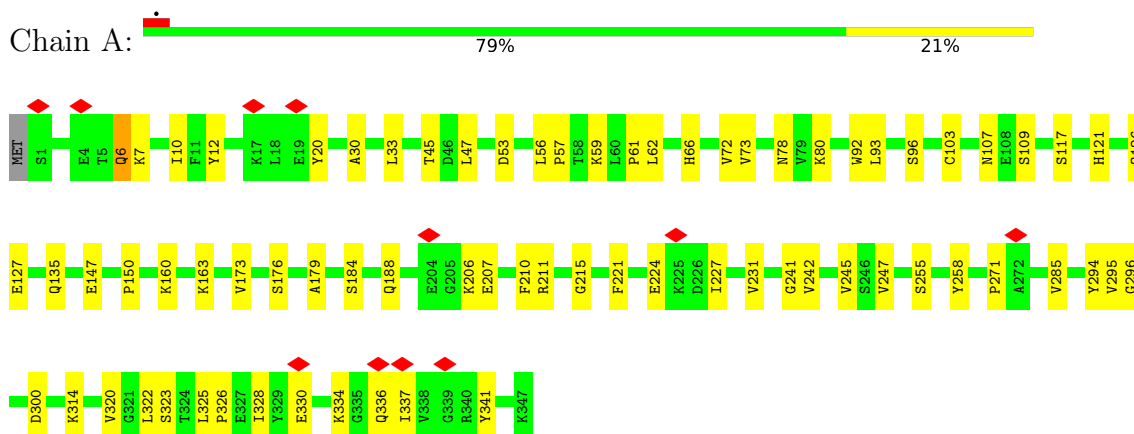 Chain A:
79% 21%
MET S1 E4 T5 Q6 K7 I10 F11 Y12 K17 L18 E19 Y20 A30 L33 T45 D46 L47 D53 L56 P57 T58 K59 L60 P61 L62 H66 V72 V73 N78 V79 K80 W92 L93 S96 C103 N107 E108 S109 S117 H121
E127 Q135 E147 P150 K160 K163 V173 S176 A179 S184 Q188 E204 G205 K206 E207 F210 R211 G215 F221 E224 K225 D226 I227 V231 G241 V242 V245 S246 V247 S255 Y258 P271 A272 V285 Y294 V295 G296
D300 K314 V320 G321 L322 S323 T324 L325 P326 E327 I328 Y329 E330 K334 G335 Q336 I337 V338 G339 R340 Y341 K347